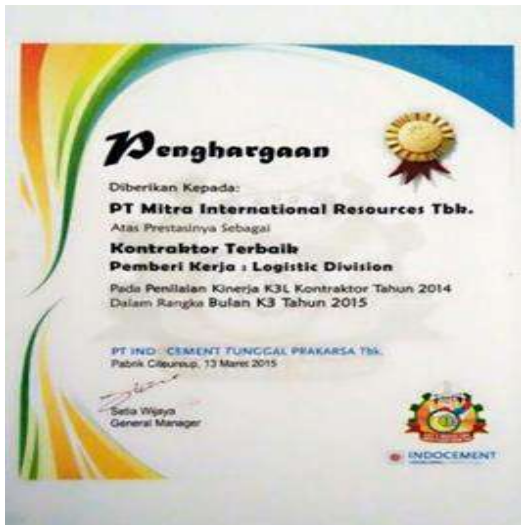 Penghargaan
Diberikan Kepada:
PT Mitra International Resources Tbk.
Atas Prestasinya Sebagai
Kontraktor Terbaik
Pemberi Kerja : Logistic Division
Pada Penilaian Kinerja K3L Kontraktor Tahun 2014
Dalam Rangka Bulan K3 Tahun 2015
PT INDOCEMENT TUNGGAL PRAKARSA Tbk.
Pabrik Citeureup, 13 Maret 2015
Setia Wijaya
General Manager
INDOCEMENT